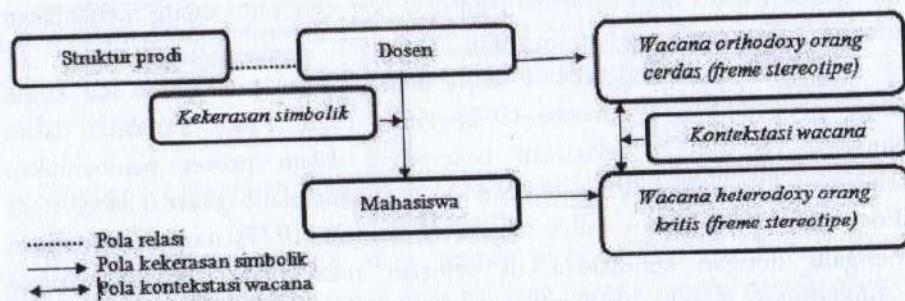 Struktur prodi
Dosen
Wacana orthodoxy orang
cerdas (freme stereotipe)
Kekerasan simbolik
Kontekstasi wacana
Mahasiswa
Wacana heterodoxy orang
kritis (freme stereotipe)
Pola relasi
Pola kekerasan simbolik
Pola kontekstasi wacana